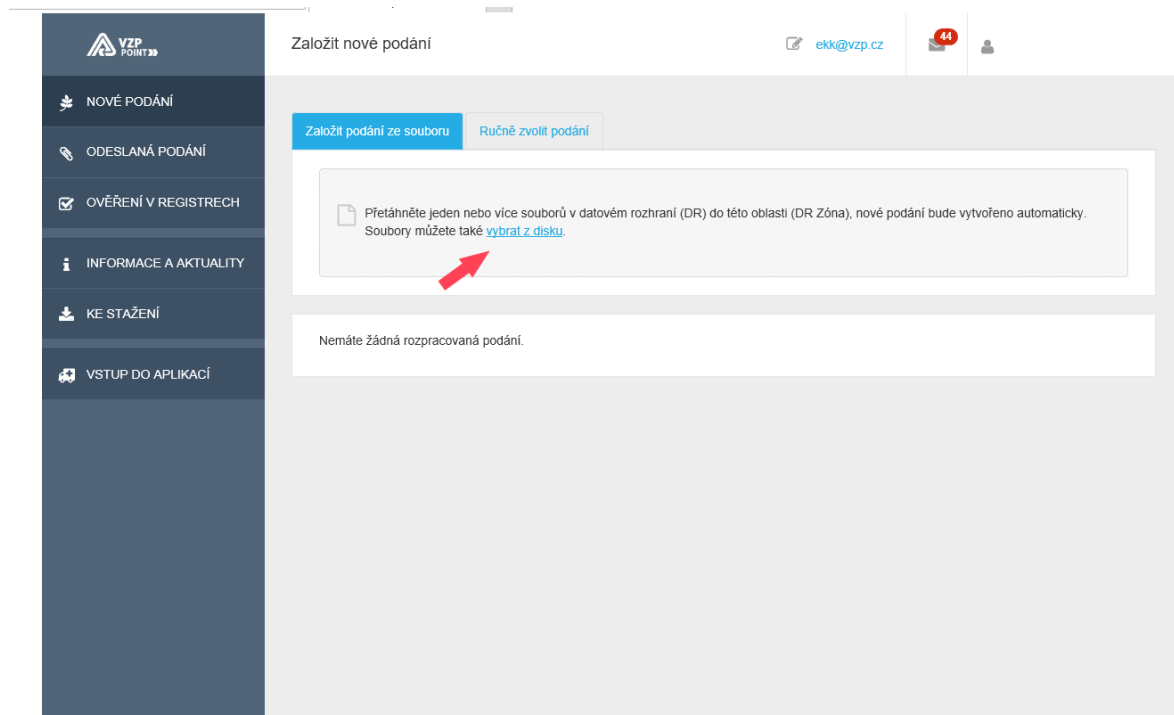 VZP
POINT
Založit nové podání
ekk@vzp.cz
44
NOVÉ PODÁNÍ
ODESLANÁ PODÁNÍ
OVĚŘENÍ V REGISTRECH
INFORMACE A AKTUALITY
KE STAŽENÍ
VSTUP DO APLIKACÍ
Založit podání ze souboru
Ručně zvolit podání
Přetáhněte jeden nebo více souborů v datovém rozhraní (DR) do této oblasti (DR Zóna), nové podání bude vytvořeno automaticky.
Soubory můžete také vybrat z disku.
Nemáte žádná rozpracovaná podání.